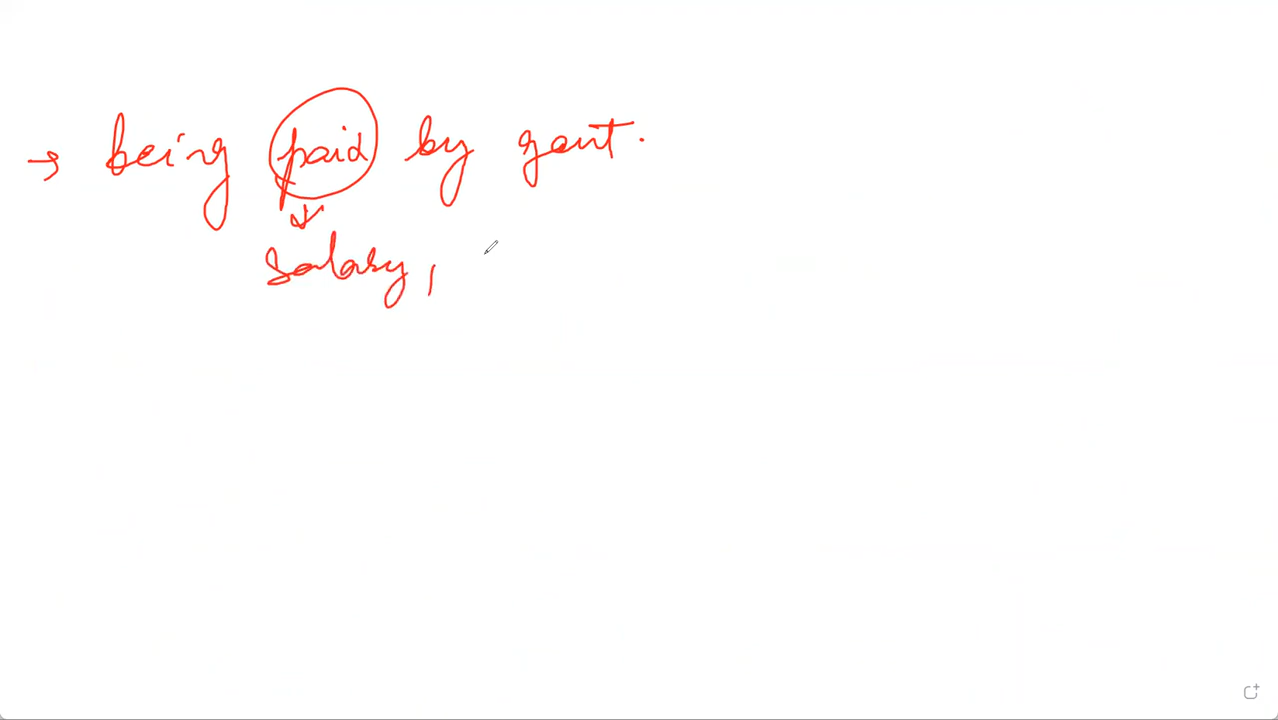 → being paid by govt.
salary,